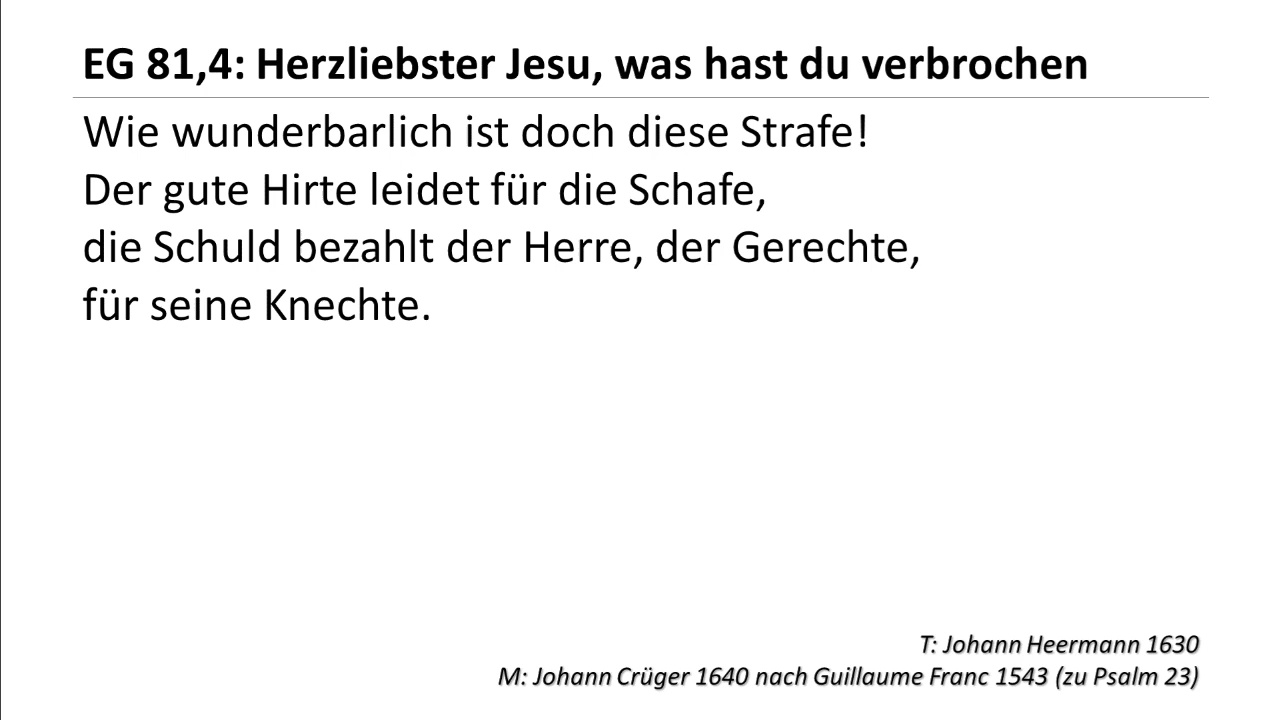 EG 81,4: Herzliebster Jesu, was hast du verbrochen
Wie wunderbarlich ist doch diese Strafe!
Der gute Hirte leidet für die Schafe,
die Schuld bezahlt der Herre, der Gerechte,
für seine Knechte.
T: Johann Heermann 1630
M: Johann Crüger 1640 nach Guillaume Franc 1543 (zu Psalm 23)